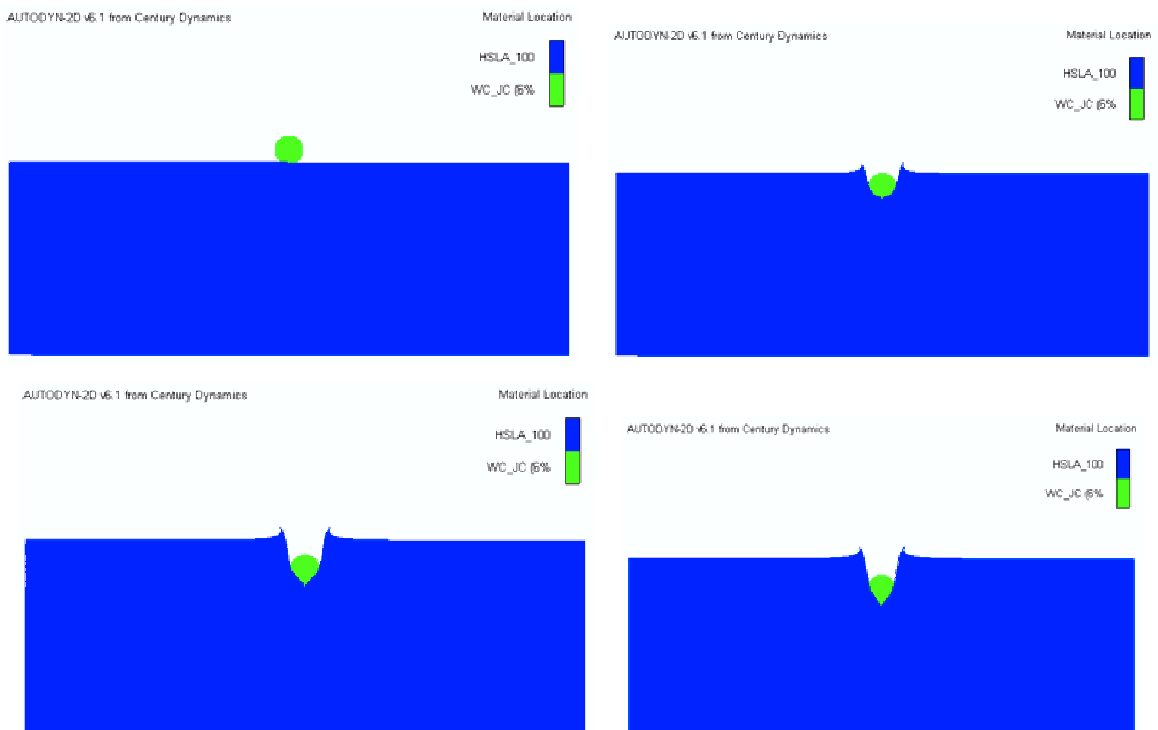 AUTODYN-2D v6.1 from Century Dynamics
Material Location
HSLA_100
WC_JC (6%
AUTODYN-2D v6.1 from Century Dynamics
Material Location
HSLA_100
WC_JC (6%
AUTODYN-2D v6.1 from Century Dynamics
Material Location
HSLA_100
WC_JC (6%
AUTODYN-2D v6.1 from Century Dynamics
Material Location
HSLA_100
WC_JC (6%